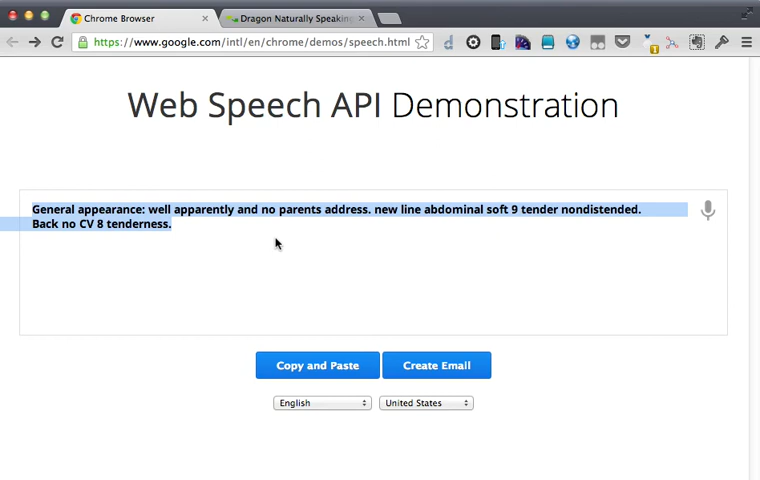 Chrome Browser
Dragon Naturally Speaking
https://www.google.com/intl/en/chrome/demos/speech.html
Web Speech API Demonstration
General appearance: well apparently and no parents address. new line abdominal soft 9 tender nondistended.
Back no CV 8 tenderness.
Copy and Paste
Create Email
English
United States